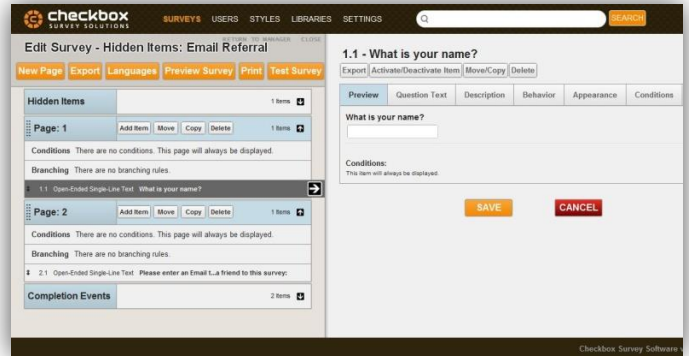 checkbox
SURVEY SOLUTIONS
SURVEYS USERS STYLES LIBRARIES SETTINGS
SEARCH
RETURN TO MANAGER CLOSE
Edit Survey - Hidden Items: Email Referral
New Page Export Languages Preview Survey Print Test Survey
Hidden Items 1 Items
Page: 1 Add Item Move Copy Delete 1 Items
Conditions There are no conditions. This page will always be displayed.
Branching There are no branching rules.
1.1 Open-Ended Single-Line Text What is your name?
Page: 2 Add Item Move Copy Delete 1 Items
Conditions There are no conditions. This page will always be displayed.
Branching There are no branching rules.
2.1 Open-Ended Single-Line Text Please enter an Email t...a friend to this survey:
Completion Events 2 Items
1.1 - What is your name?
Export Activate/Deactivate Item Move/Copy Delete
Preview Question Text Description Behavior Appearance Conditions
What is your name?
Conditions:
This item will always be displayed.
SAVE CANCEL
Checkbox Survey Software v